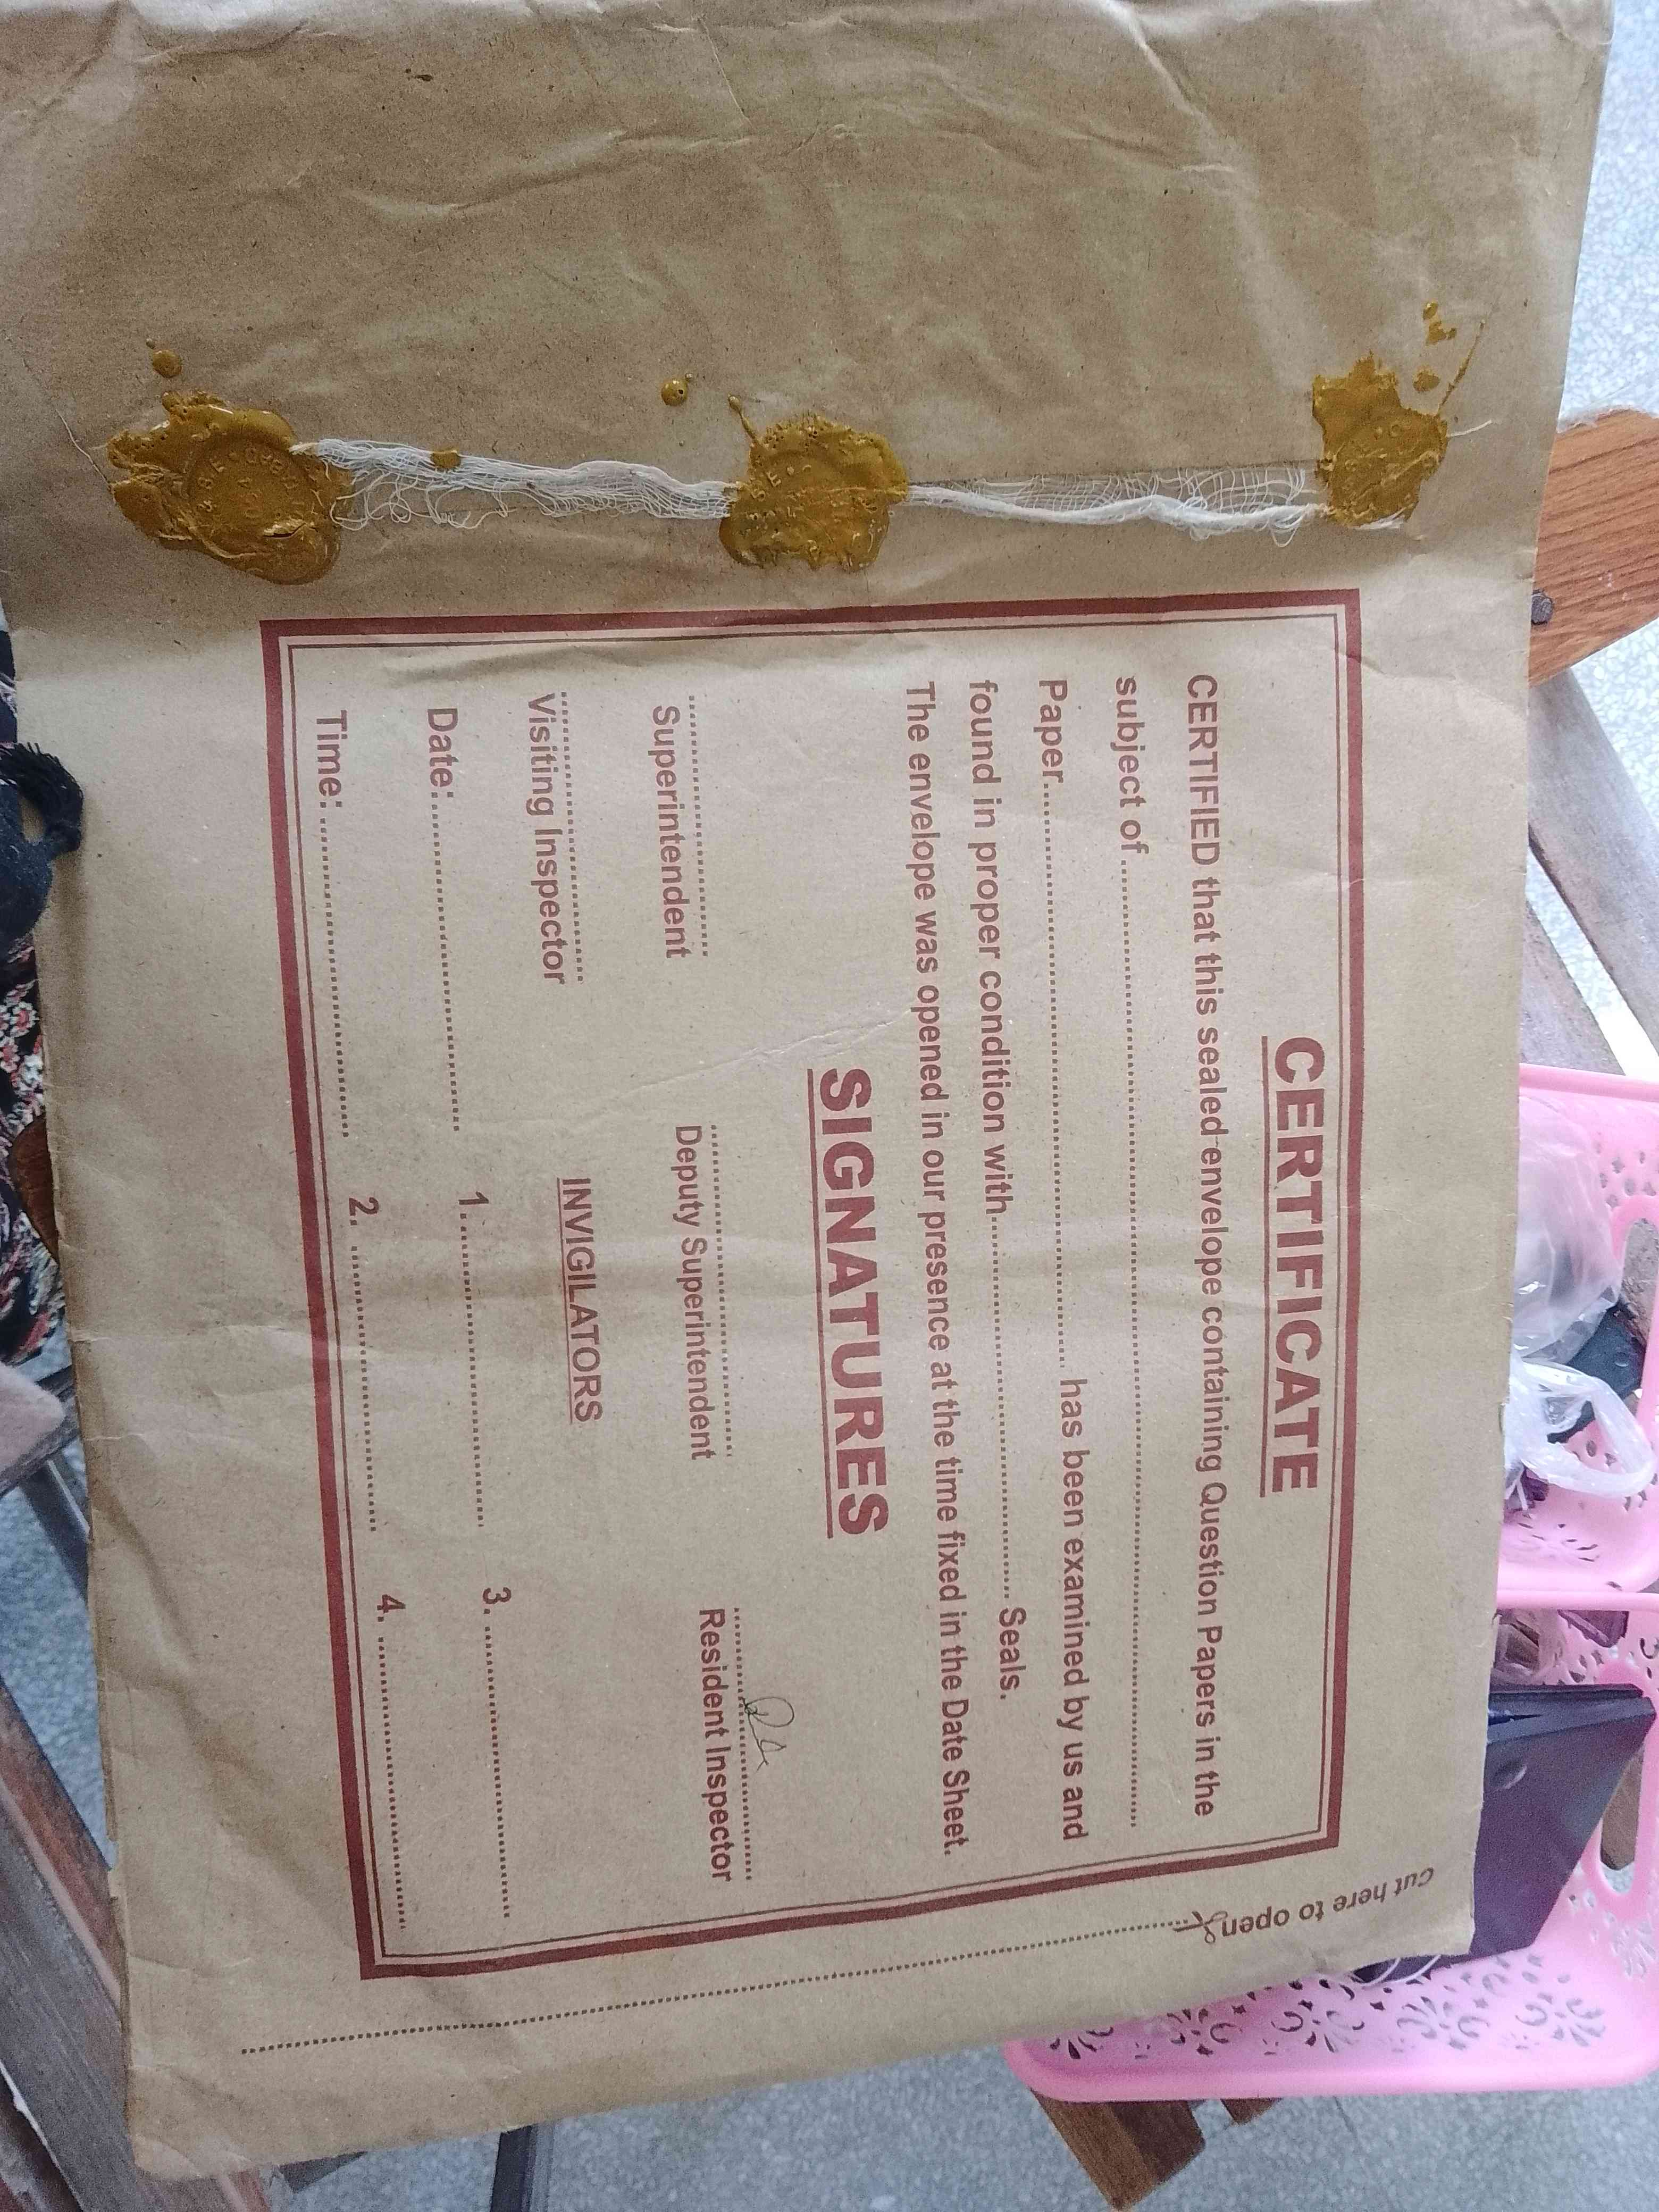 CERTIFICATE
CERTIFIED that this sealed envelope containing Question Papers in the
subject of........................................................................
Paper........................................ has been examined by us and
found in proper condition with.............................. Seals.
The envelope was opened in our presence at the time fixed in the Date Sheet.
SIGNATURES
Superintendent
Deputy Superintendent
Resident Inspector
Visiting Inspector
INVIGILATORS
Date:..............................
1..............................
3. ..............................
Time: ..............................
2. ..............................
4. ..............................
Cut here to open